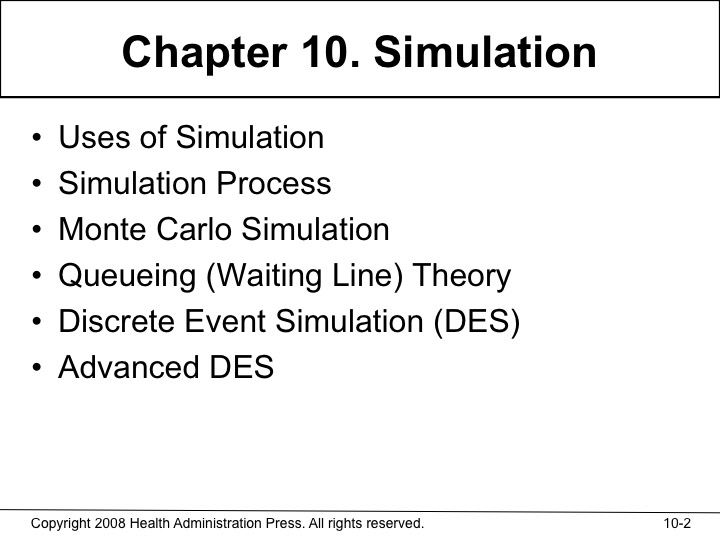 Chapter 10. Simulation
• Uses of Simulation
• Simulation Process
• Monte Carlo Simulation
• Queueing (Waiting Line) Theory
• Discrete Event Simulation (DES)
• Advanced DES
Copyright 2008 Health Administration Press. All rights reserved. 10-2